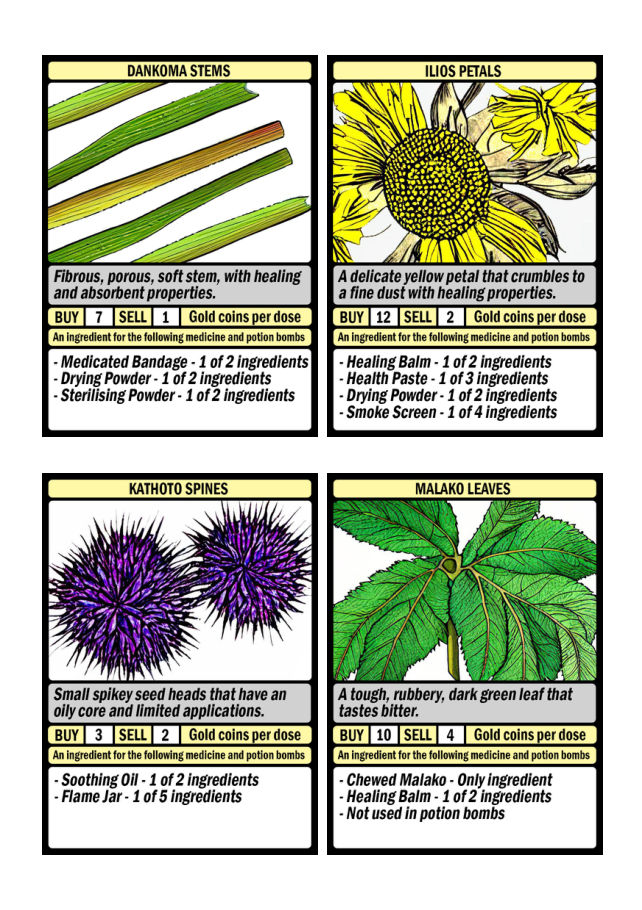 DANKOMA STEMS
Fibrous, porous, soft stem, with healing
and absorbent properties.
BUY 7 SELL 1 Gold coins per dose
An ingredient for the following medicine and potion bombs
- Medicated Bandage - 1 of 2 ingredients
- Drying Powder - 1 of 2 ingredients
- Sterilising Powder - 1 of 2 ingredients
ILIOS PETALS
A delicate yellow petal that crumbles to
a fine dust with healing properties.
BUY 12 SELL 2 Gold coins per dose
An ingredient for the following medicine and potion bombs
- Healing Balm - 1 of 2 ingredients
- Health Paste - 1 of 3 ingredients
- Drying Powder - 1 of 2 ingredients
- Smoke Screen - 1 of 4 ingredients
KATHOTO SPINES
Small spikey seed heads that have an
oily core and limited applications.
BUY 3 SELL 2 Gold coins per dose
An ingredient for the following medicine and potion bombs
- Soothing Oil - 1 of 2 ingredients
- Flame Jar - 1 of 5 ingredients
MALAKO LEAVES
A tough, rubbery, dark green leaf that
tastes bitter.
BUY 10 SELL 4 Gold coins per dose
An ingredient for the following medicine and potion bombs
- Chewed Malako - Only ingredient
- Healing Balm - 1 of 2 ingredients
- Not used in potion bombs